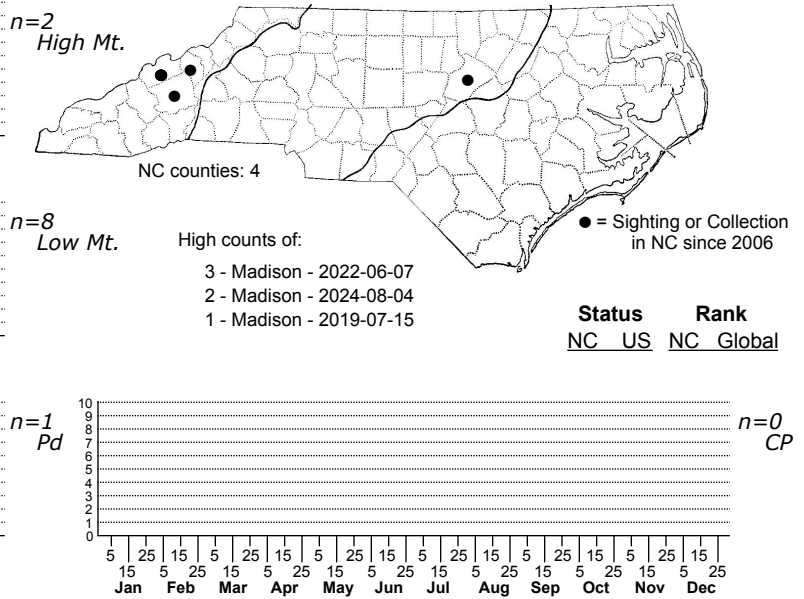 n=2
High Mt.
NC counties: 4
n=8
Low Mt.
High counts of:
3 - Madison - 2022-06-07
2 - Madison - 2024-08-04
1 - Madison - 2019-07-15
● = Sighting or Collection
in NC since 2006
Status Rank
NC US NC Global
n=1
Pd
n=0
CP
10
9
8
7
6
5
4
3
2
1
0
5 25 15 5 25 15 5 25 15 5 25 15 5 25 15 5 25 15
15 5 25 15 5 25 15 5 25 15 5 25 15 5 25 15 5 25
Jan Feb Mar Apr May Jun Jul Aug Sep Oct Nov Dec